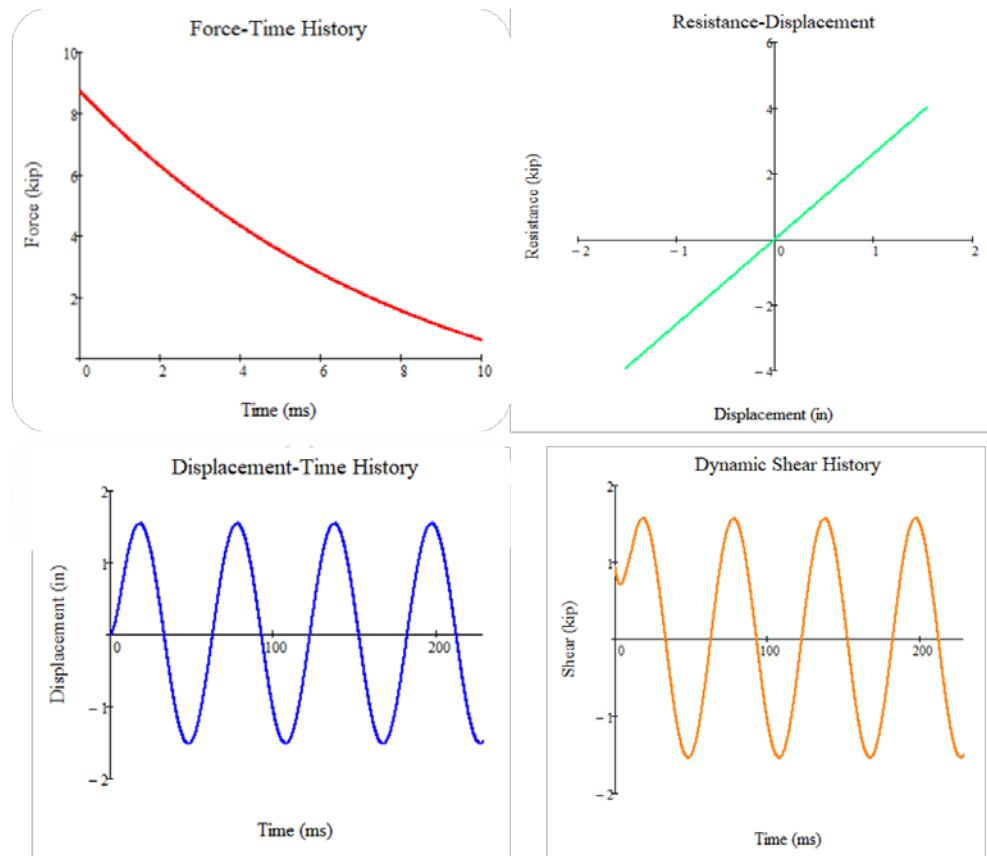 Force-Time History
10
8
6
4
2
0
2
4
6
8
10
Force (kip)
Time (ms)
Resistance-Displacement
6
4
2
−2
−1
0
1
2
−2
−4
Resistance (kip)
Displacement (in)
Displacement-Time History
2
1
0
100
200
−1
−2
Displacement (in)
Time (ms)
Dynamic Shear History
2
1
0
100
200
−1
−2
Shear (kip)
Time (ms)